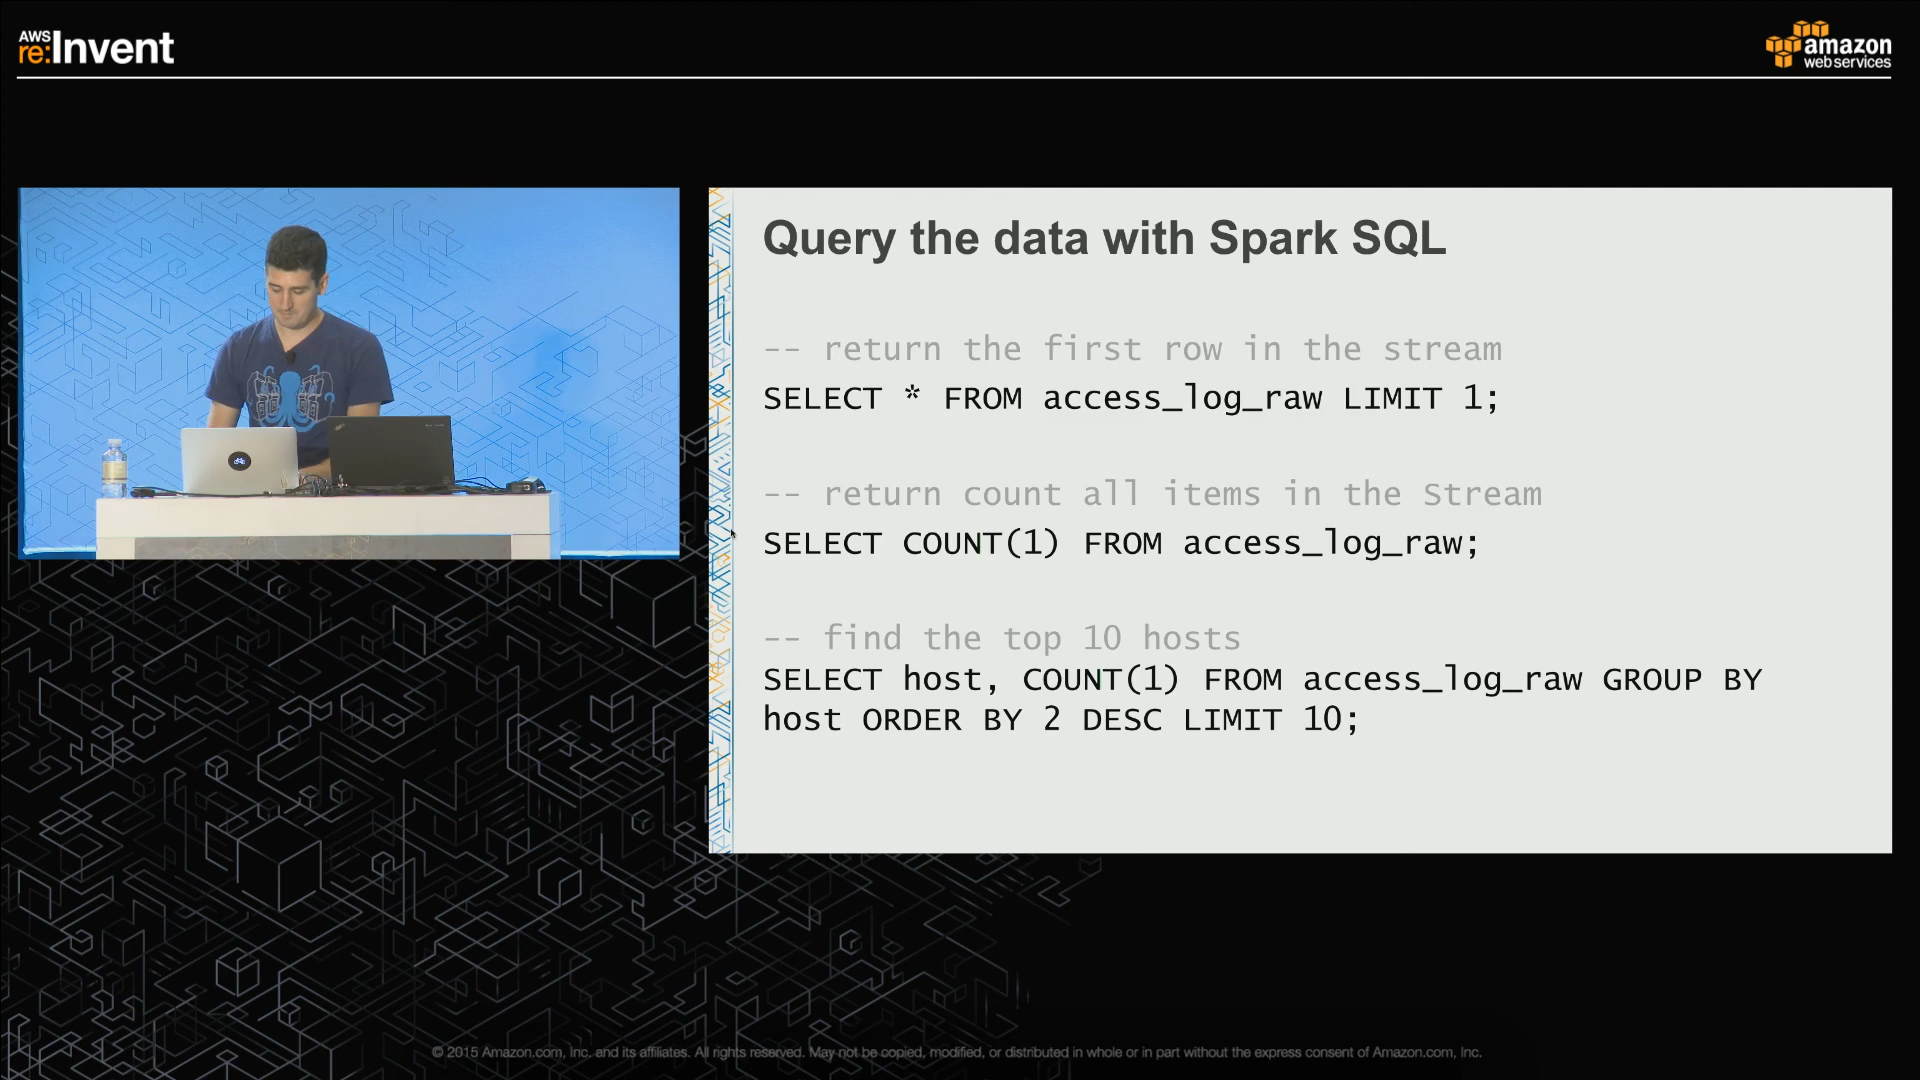 AWS
re:Invent
amazon
web services
Query the data with Spark SQL
-- return the first row in the stream
SELECT * FROM access_log_raw LIMIT 1;
-- return count all items in the Stream
SELECT COUNT(1) FROM access_log_raw;
-- find the top 10 hosts
SELECT host, COUNT(1) FROM access_log_raw GROUP BY
host ORDER BY 2 DESC LIMIT 10;
© 2015 Amazon.com, Inc. and its affiliates. All rights reserved. May not be copied, modified, or distributed in whole or in part without the express consent of Amazon.com, Inc.